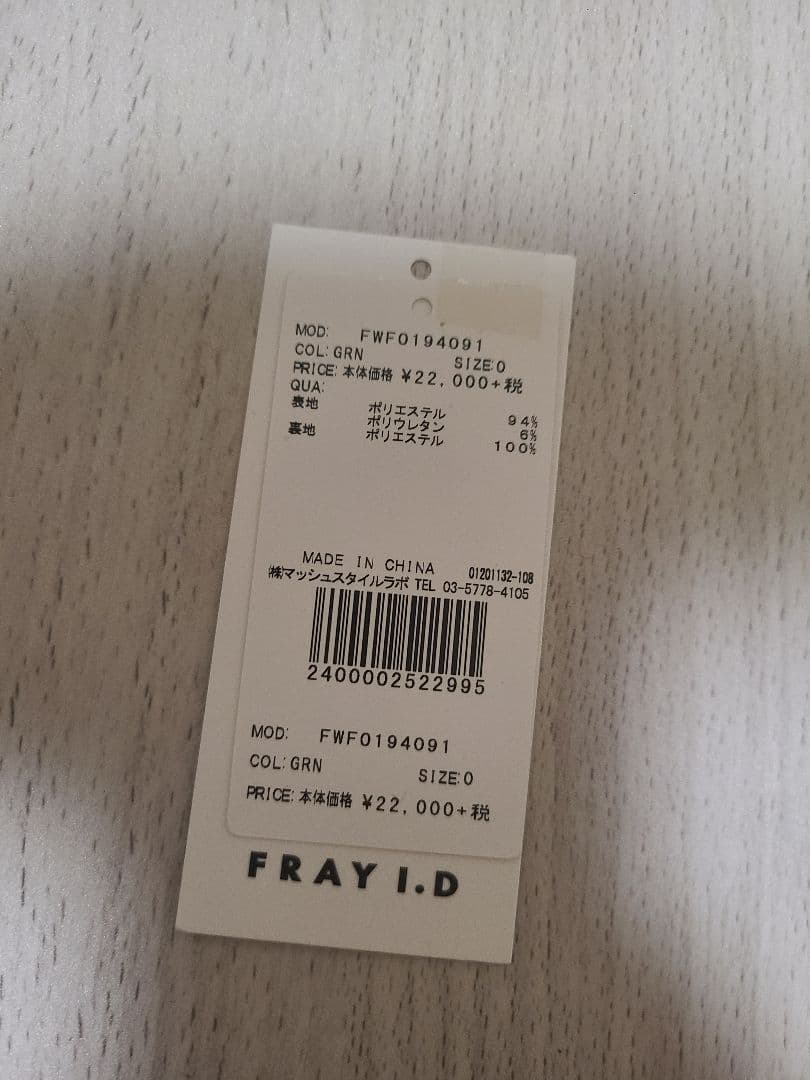 MOD: FWF0194091
COL:GRN SIZE:0
PRICE:本体価格 ¥22,000+税
QUA:
表地 ポリエステル 94%
ポリウレタン 6%
裏地 ポリエステル 100%
MADE IN CHINA 01201132-108
㈱マッシュスタイルラボ TEL 03-5778-4105
2400002522995
MOD: FWF0194091
COL:GRN SIZE:0
PRICE:本体価格 ¥22,000+税
FRAY I.D